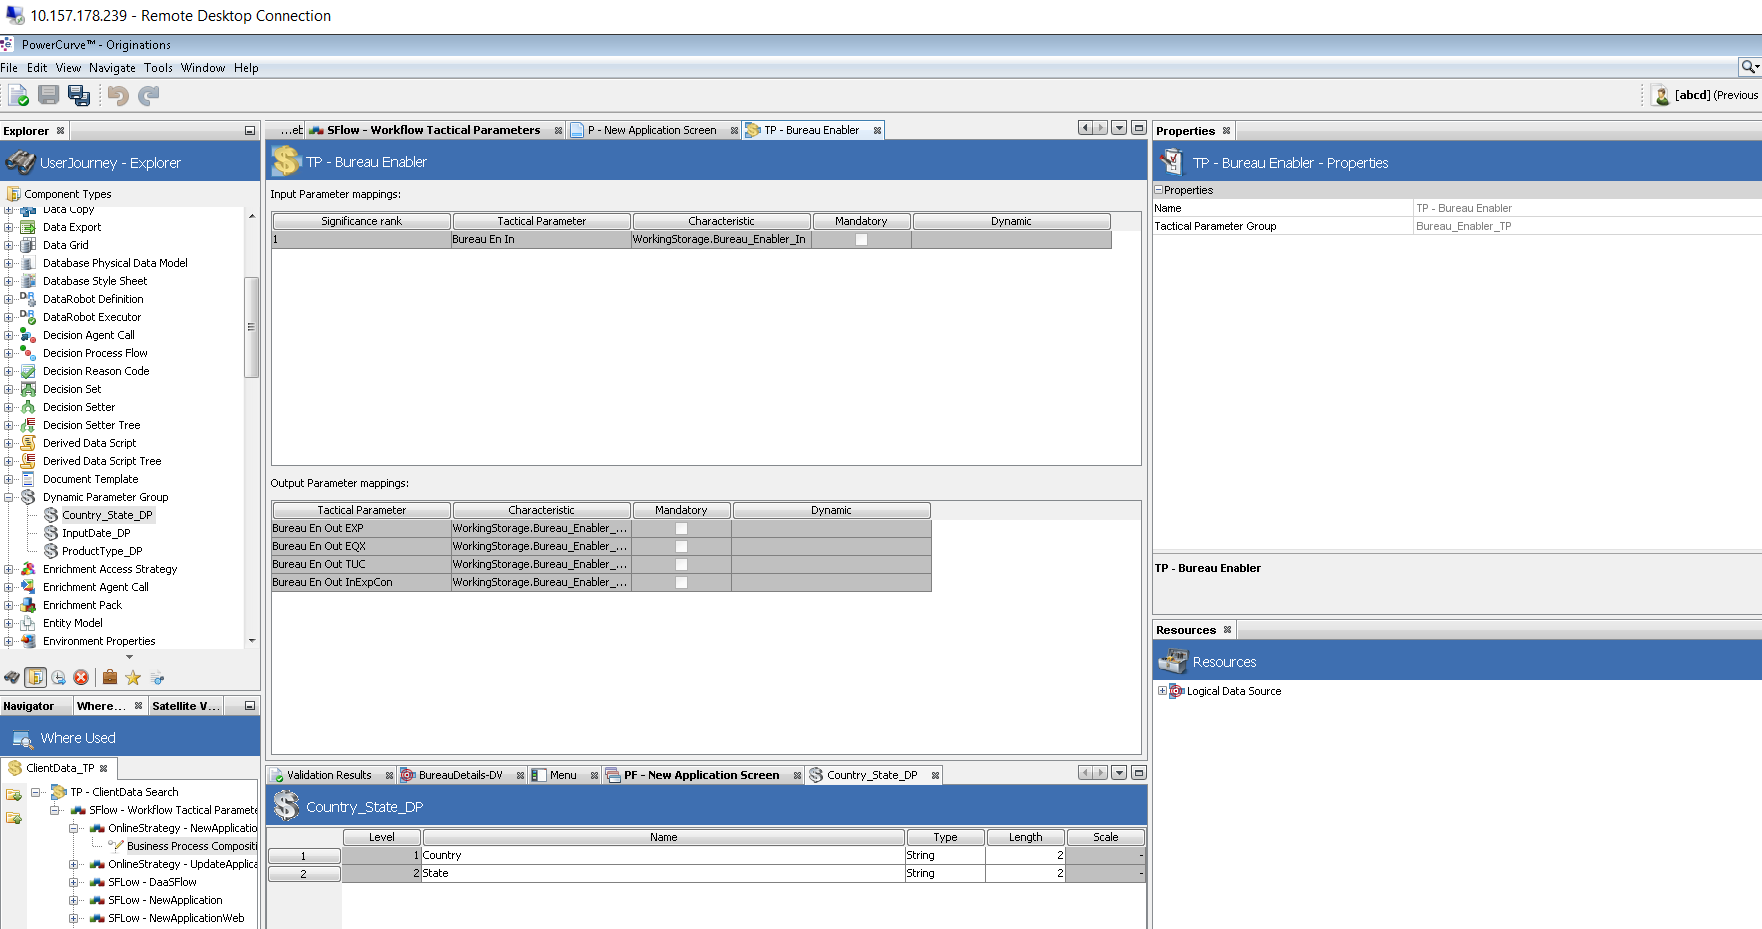 10.157.178.239 - Remote Desktop Connection
PowerCurve™ - Originations
File Edit View Navigate Tools Window Help
[abcd] (Previous
Explorer
UserJourney - Explorer
Component Types
Data Copy
Data Export
Data Grid
Database Physical Data Model
Database Style Sheet
DataRobot Definition
DataRobot Executor
Decision Agent Call
Decision Process Flow
Decision Reason Code
Decision Set
Decision Setter
Decision Setter Tree
Derived Data Script
Derived Data Script Tree
Document Template
Dynamic Parameter Group
Country_State_DP
InputDate_DP
ProductType_DP
Enrichment Access Strategy
Enrichment Agent Call
Enrichment Pack
Entity Model
Environment Properties
Navigator Where... Satellite V...
Where Used
ClientData_TP
TP - ClientData Search
SFlow - Workflow Tactical Paramete
OnlineStrategy - NewApplicatio
Business Process Compositi
OnlineStrategy - UpdateApplica
SFLow - DaaSFlow
SFLow - NewApplication
SFLow - NewApplicationWeb
...et SFlow - Workflow Tactical Parameters P - New Application Screen TP - Bureau Enabler
TP - Bureau Enabler
Input Parameter mappings:
Significance rank Tactical Parameter Characteristic Mandatory Dynamic
1 Bureau En In WorkingStorage.Bureau_Enabler_In
Output Parameter mappings:
Tactical Parameter Characteristic Mandatory Dynamic
Bureau En Out EXP WorkingStorage.Bureau_Enabler_...
Bureau En Out EQX WorkingStorage.Bureau_Enabler_...
Bureau En Out TUC WorkingStorage.Bureau_Enabler_...
Bureau En Out InExpCon WorkingStorage.Bureau_Enabler_...
Validation Results BureauDetails-DV Menu PF - New Application Screen Country_State_DP
Country_State_DP
Level Name Type Length Scale
1 1 Country String 2 -
2 2 State String 2 -
Properties
TP - Bureau Enabler - Properties
Properties
Name TP - Bureau Enabler
Tactical Parameter Group Bureau_Enabler_TP
TP - Bureau Enabler
Resources
Resources
Logical Data Source